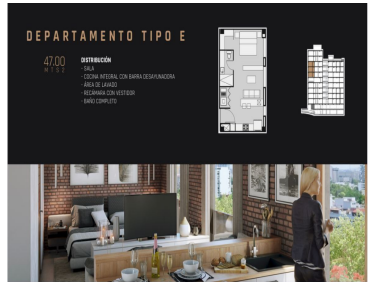 DEPARTAMENTO TIPO E
47.00
MTS2
DISTRIBUCIÓN
- SALA
- COCINA INTEGRAL CON BARRA DESAYUNADORA
- ÁREA DE LAVADO
- RECÁMARA CON VESTIDOR
- BAÑO COMPLETO